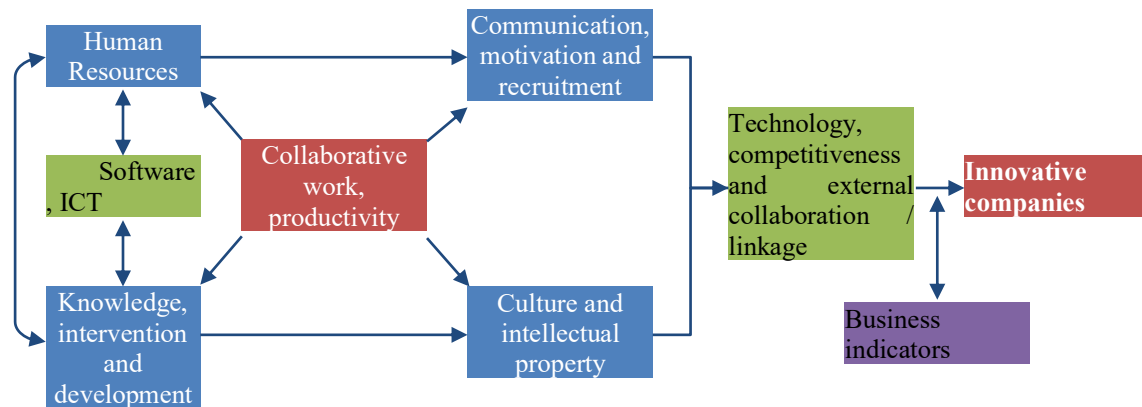 Human
Resources
Communication,
motivation and
recruitment
Software
, ICT
Collaborative
work,
productivity
Technology,
competitiveness
and external
collaboration /
linkage
Innovative
companies
Knowledge,
intervention
and
development
Culture and
intellectual
property
Business
indicators